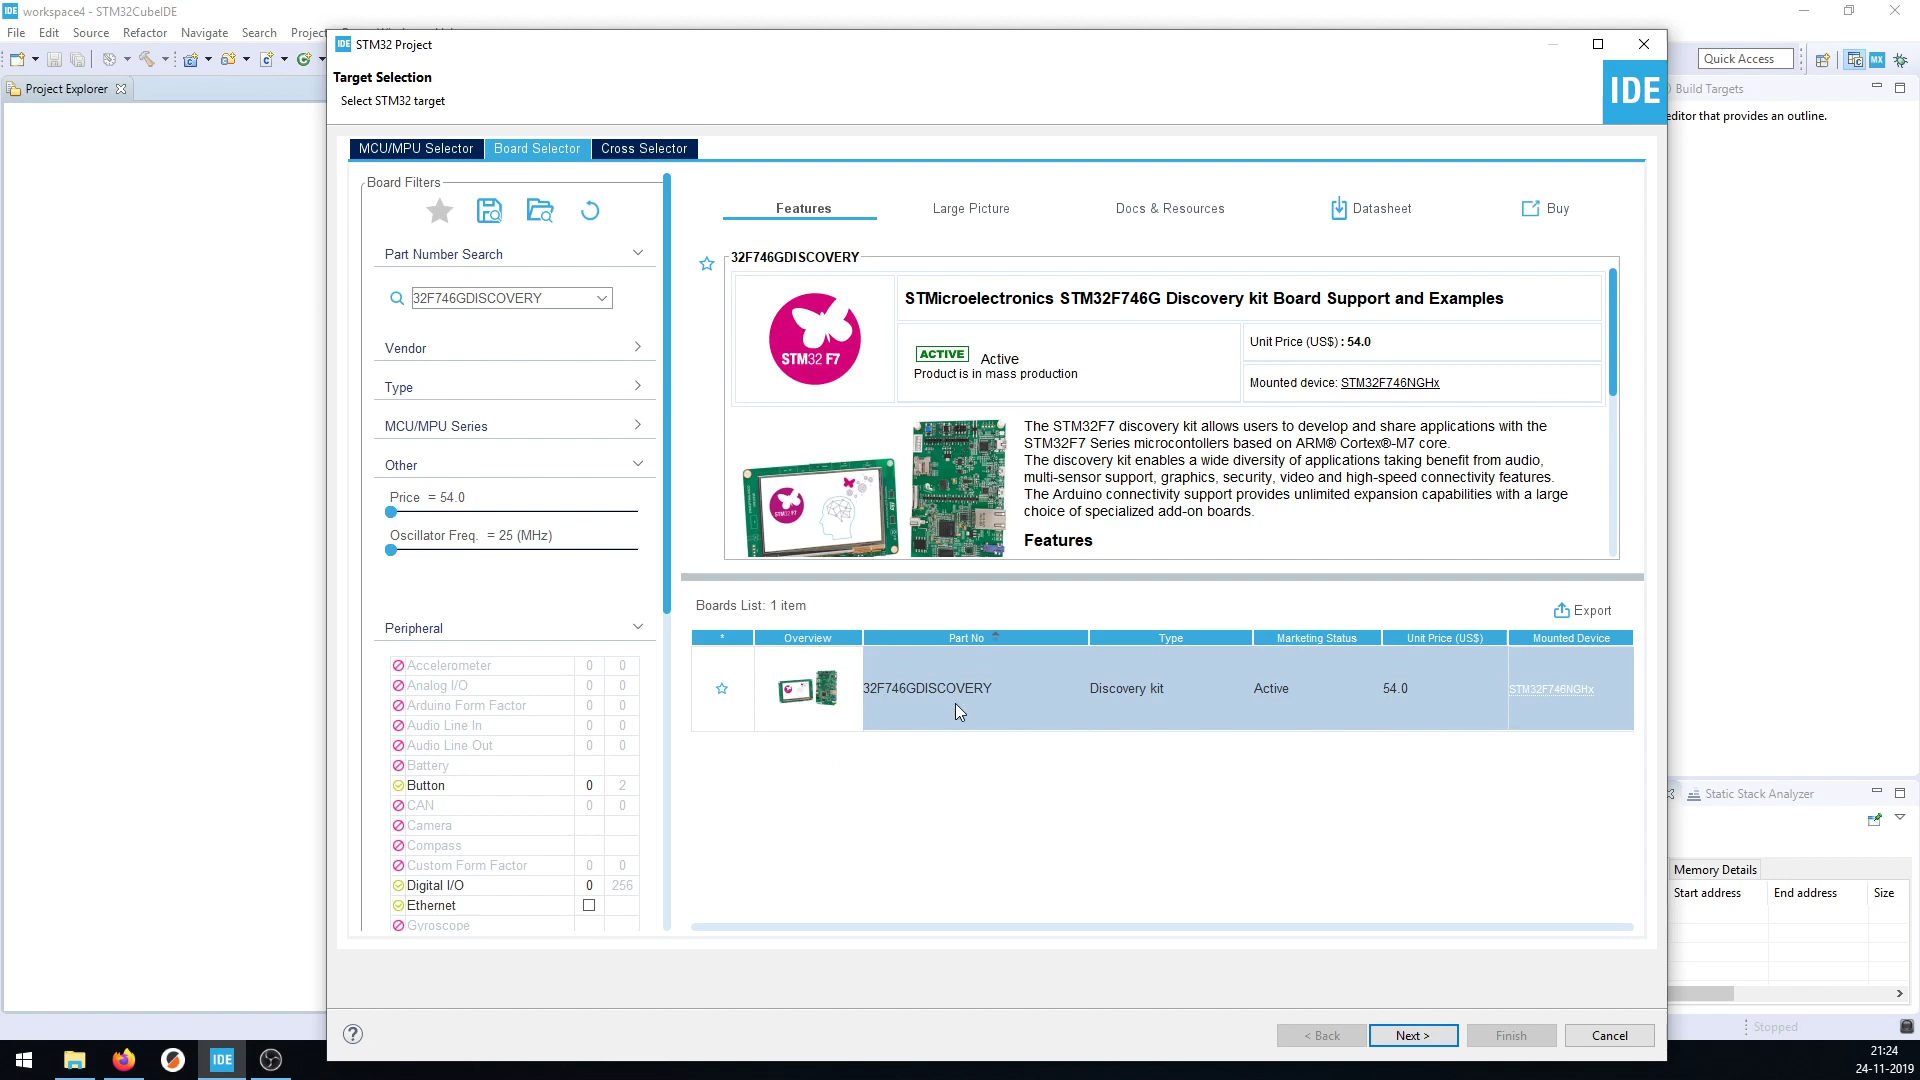 IDE workspace4 - STM32CubeIDE
File Edit Source Refactor Navigate Search Project
Quick Access
MX
Project Explorer
Build Targets
editor that provides an outline.
IDE STM32 Project
Target Selection
Select STM32 target
IDE
MCU/MPU Selector Board Selector Cross Selector
Board Filters
Part Number Search
32F746GDISCOVERY
Vendor
Type
MCU/MPU Series
Other
Price = 54.0
Oscillator Freq. = 25 (MHz)
Peripheral
Accelerometer 0 0
Analog I/O 0 0
Arduino Form Factor 0 0
Audio Line In 0 0
Audio Line Out 0 0
Battery
Button 0 2
CAN 0 0
Camera
Compass
Custom Form Factor 0 0
Digital I/O 0 256
Ethernet
Gyroscope
Features Large Picture Docs & Resources Datasheet Buy
32F746GDISCOVERY
STM32 F7
STMicroelectronics STM32F746G Discovery kit Board Support and Examples
ACTIVE Active
Product is in mass production
Unit Price (US$) : 54.0
Mounted device: STM32F746NGHx
The STM32F7 discovery kit allows users to develop and share applications with the
STM32F7 Series microcontollers based on ARM® Cortex®-M7 core.
The discovery kit enables a wide diversity of applications taking benefit from audio,
multi-sensor support, graphics, security, video and high-speed connectivity features.
The Arduino connectivity support provides unlimited expansion capabilities with a large
choice of specialized add-on boards.
Features
Boards List: 1 item
Export
* Overview Part No Type Marketing Status Unit Price (US$) Mounted Device
32F746GDISCOVERY Discovery kit Active 54.0 STM32F746NGHx
< Back Next > Finish Cancel
Static Stack Analyzer
Memory Details
Start address End address Size
Stopped
IDE
21:24
24-11-2019